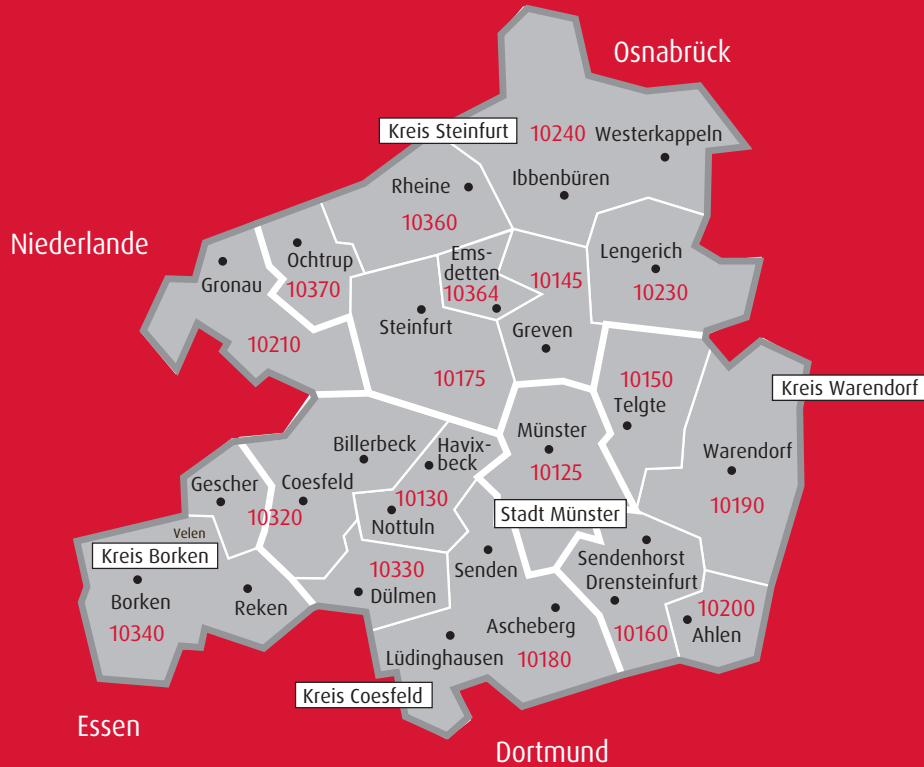 Osnabrück
Kreis Steinfurt
10240
Westerkappeln
Rheine
Ibbenbüren
10360
Niederlande
Ochtrup
Ems-
detten
Lengerich
Gronau
10370
10364
10145
10230
Steinfurt
Greven
10210
10175
10150
Kreis Warendorf
Telgte
Billerbeck
Havix-
beck
Münster
Warendorf
Gescher
Coesfeld
10125
10130
10190
10320
Nottuln
Stadt Münster
Velen
Kreis Borken
Senden
Sendenhorst
10330
Drensteinfurt
Borken
Reken
Dülmen
10340
Ascheberg
10200
10160
Ahlen
Lüdinghausen
10180
Kreis Coesfeld
Essen
Dortmund